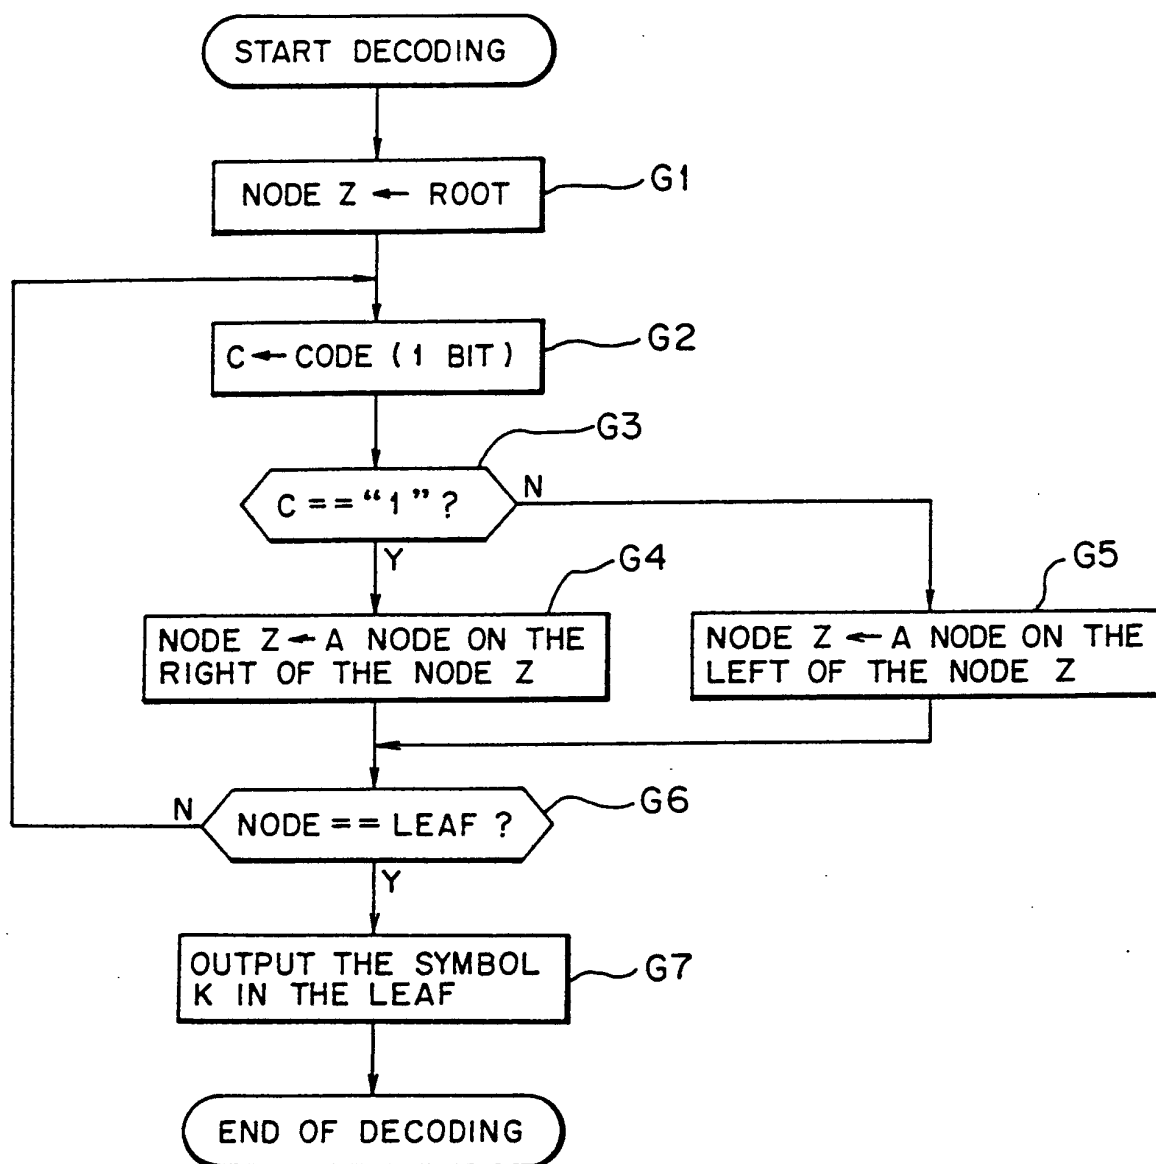 START DECODING
NODE Z ← ROOT
G1
C ← CODE (1 BIT)
G2
G3
C == “1” ?
N
Y
G4
G5
NODE Z ← A NODE ON THE
RIGHT OF THE NODE Z
NODE Z ← A NODE ON THE
LEFT OF THE NODE Z
G6
N
NODE == LEAF ?
Y
OUTPUT THE SYMBOL
K IN THE LEAF
G7
END OF DECODING